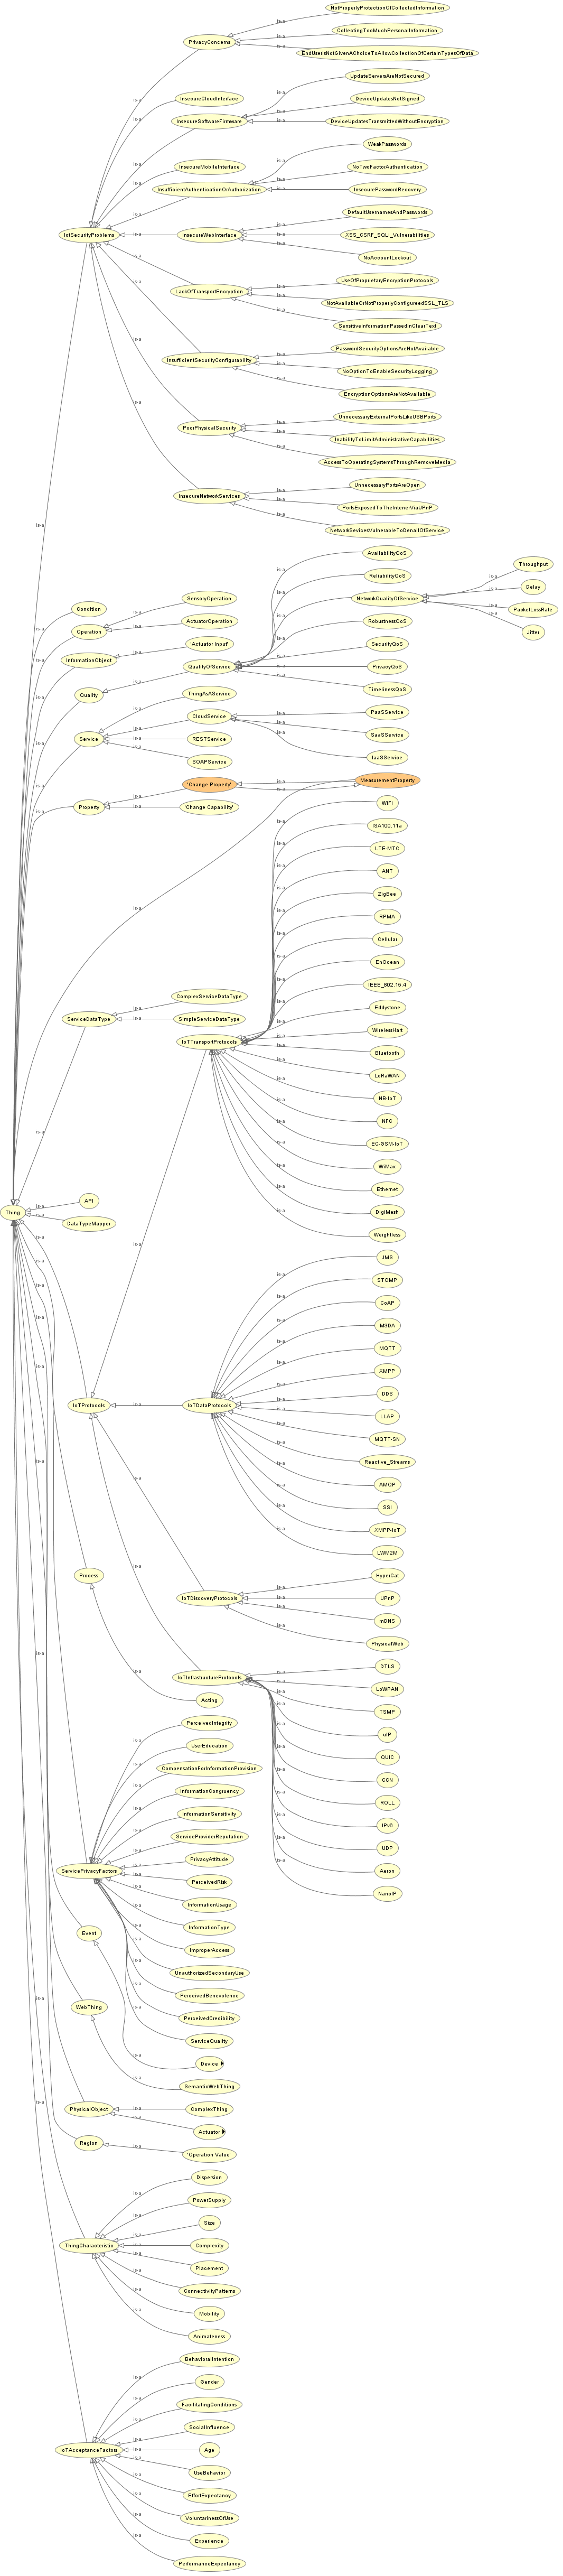 NotProperlyProtectionOfCollectedInformation
PrivacyConcerns
CollectingTooMuchPersonalInformation
EndUserIsNotGivenAChoiceToAllowCollectionOfCertainTypesOfData
UpdateServersAreNotSecured
InsecureCloudInterface
DeviceUpdatesNotSigned
InsecureSoftwareFirmware
DeviceUpdatesTransmittedWithoutEncryption
WeakPasswords
InsecureMobileInterface
NoTwoFactorAuthentication
InsufficientAuthenticationOrAuthorization
InsecurePasswordRecovery
DefaultUsernamesAndPasswords
IotSecurityProblems
InsecureWebInterface
XSS_CSRF_SQLi_Vulnerabilities
NoAccountLockout
UseOfProprietaryEncryptionProtocols
LackOfTransportEncryption
NotAvailableOrNotProperlyConfigureedSSL_TLS
SensitiveInformationPassedInClearText
PasswordSecurityOptionsAreNotAvailable
InsufficientSecurityConfigurability
NoOptionToEnableSecurityLogging
EncryptionOptionsAreNotAvailable
UnnecessaryExternalPortsLikeUSBPorts
PoorPhysicalSecurity
InabilityToLimitAdministrativeCapabilities
AccessToOperatingSystemsThroughRemoveMedia
UnnecessaryPortsAreOpen
InsecureNetworkServices
PortsExposedToTheIntenerViaUPnP
NetworkSevicesVulnerableToDenailOfService
AvailabilityQoS
Throughput
ReliabilityQoS
Delay
SensoryOperation
NetworkQualityOfService
Condition
PacketLossRate
ActuatorOperation
RobustnessQoS
Operation
Jitter
'Actuator Input'
SecurityQoS
InformationObject
QualityOfService
PrivacyQoS
Quality
ThingAsAService
TimelinessQoS
CloudService
PaaSService
Service
RESTService
SaaSService
SOAPService
IaaSService
'Change Property'
MeasurementProperty
Property
'Change Capability'
WiFi
ISA100.11a
LTE-MTC
ANT
ZigBee
RPMA
Cellular
EnOcean
IEEE_802.15.4
ComplexServiceDataType
Eddystone
ServiceDataType
SimpleServiceDataType
WirelessHart
IoTTransportProtocols
Bluetooth
LoRaWAN
NB-IoT
NFC
EC-GSM-IoT
WiMax
Ethernet
API
Thing
DigiMesh
DataTypeMapper
Weightless
JMS
STOMP
CoAP
M3DA
MQTT
XMPP
DDS
IoTProtocols
IoTDataProtocols
LLAP
MQTT-SN
Reactive_Streams
AMQP
SSI
XMPP-IoT
LWM2M
Process
HyperCat
IoTDiscoveryProtocols
UPnP
mDNS
PhysicalWeb
DTLS
IoTInfrastructureProtocols
LoWPAN
Acting
TSMP
PerceivedIntegrity
uIP
UserEducation
QUIC
CompensationForInformationProvision
CCN
InformationCongruency
ROLL
InformationSensitivity
IPv6
ServiceProviderReputation
UDP
PrivacyAttitude
ServicePrivacyFactors
Aeron
PerceivedRisk
NanoIP
InformationUsage
InformationType
Event
ImproperAccess
UnauthorizedSecondaryUse
PerceivedBenevolence
WebThing
PerceivedCredibility
ServiceQuality
Device
SemanticWebThing
PhysicalObject
ComplexThing
Actuator
Region
'Operation Value'
Dispersion
PowerSupply
Size
ThingCharacteristic
Complexity
Placement
ConnectivityPatterns
Mobility
Animateness
BehavioralIntention
Gender
FacilitatingConditions
SocialInfluence
IoTAcceptanceFactors
Age
UseBehavior
EffortExpectancy
VoluntarinessOfUse
Experience
PerformanceExpectancy